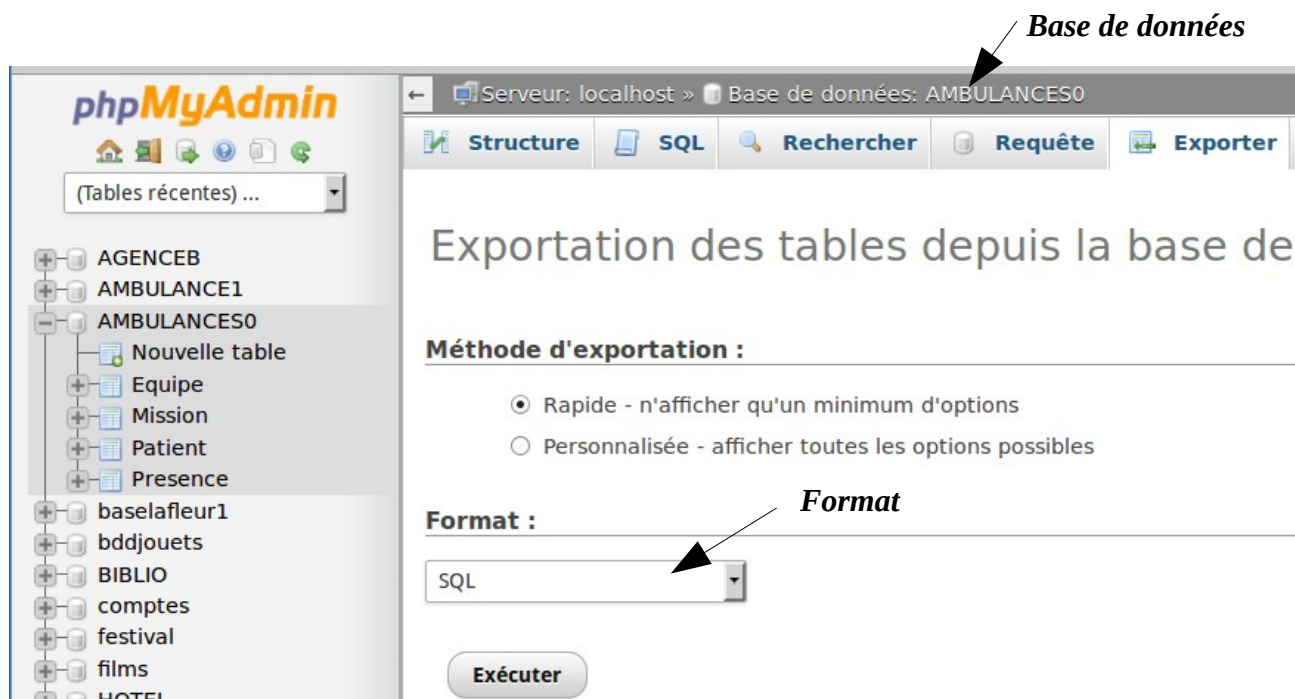 Base de données
phpMyAdmin
(Tables récentes) ...
AGENCEB
AMBULANCE1
AMBULANCES0
Nouvelle table
Equipe
Mission
Patient
Presence
baselafleur1
bddjouets
BIBLIO
comptes
festival
films
HOTEL
← Serveur: localhost » Base de données: AMBULANCES0
Structure SQL Rechercher Requête Exporter
Exportation des tables depuis la base de
Méthode d'exportation :
Rapide - n'afficher qu'un minimum d'options
Personnalisée - afficher toutes les options possibles
Format
Format :
SQL
Exécuter